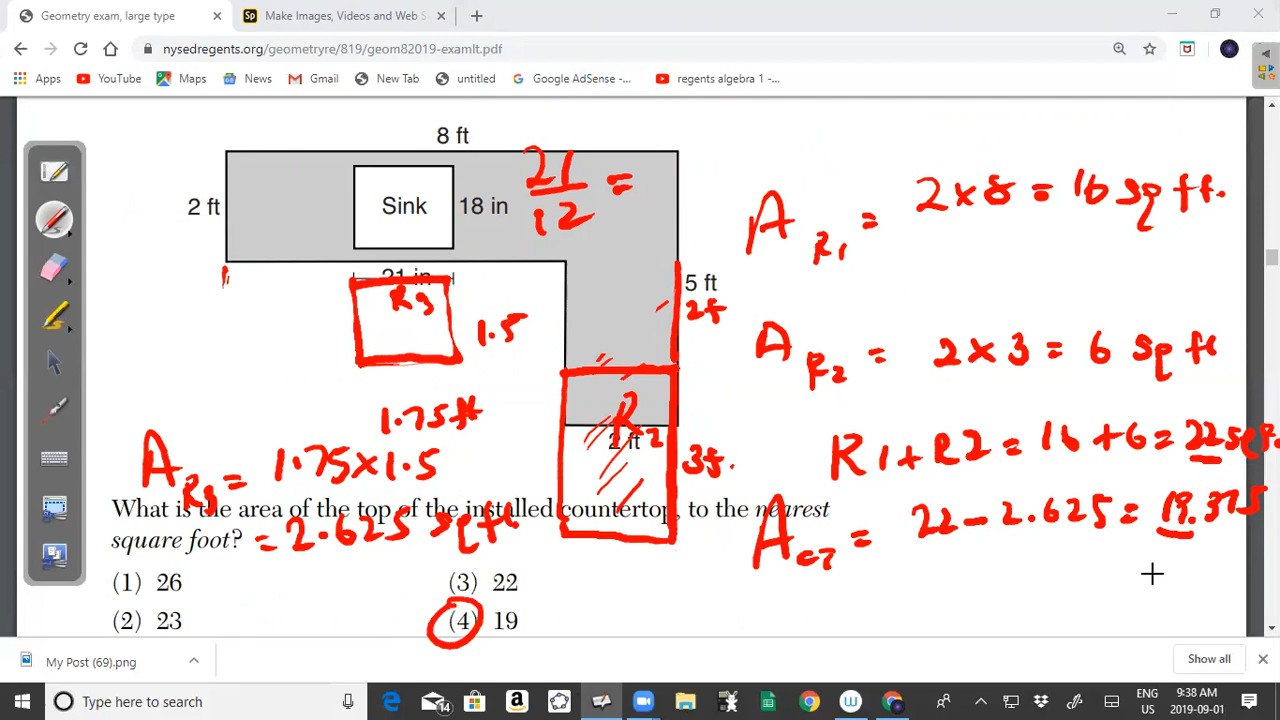 Geometry exam, large type
Make Images, Videos and Web S
nysedregents.org/geometryre/819/geom82019-examlt.pdf
Apps YouTube Maps News Gmail New Tab untitled Google AdSense -... regents algebra 1 -...
8 ft
21/12 =
2 ft
Sink
18 in
A R1 = 2 x 8 = 16 sq ft.
21 in
R3
5 ft
2 ft
1.5
A R2 = 2 x 3 = 6 sq ft
R2
1.75 ft
2 ft
3 ft.
A R3 = 1.75 x 1.5
R1 + R2 = 16 + 6 = 22 sq ft.
What is the area of the top of the installed countertop, to the nearest
square foot?
= 2.625 sq ft.
A CT = 22 - 2.625 = 19.375
(1) 26
(3) 22
(2) 23
(4) 19
My Post (69).png
Show all
Type here to search
14
ENG
US
9:38 AM
2019-09-01